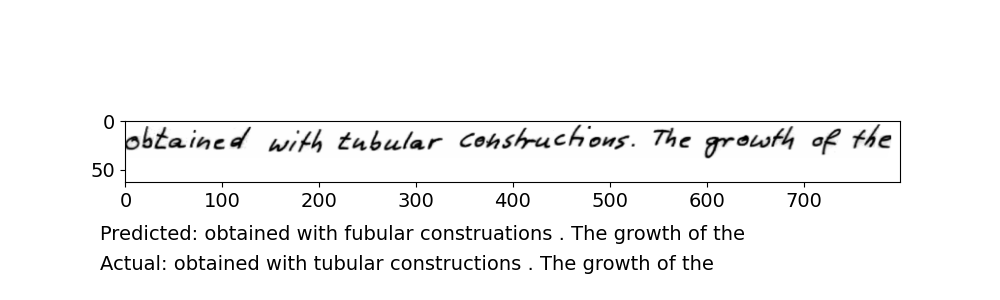 0
obtained with tubular constructions. The growth of the
50
0 100 200 300 400 500 600 700
Predicted: obtained with fubular construations . The growth of the
Actual: obtained with tubular constructions . The growth of the